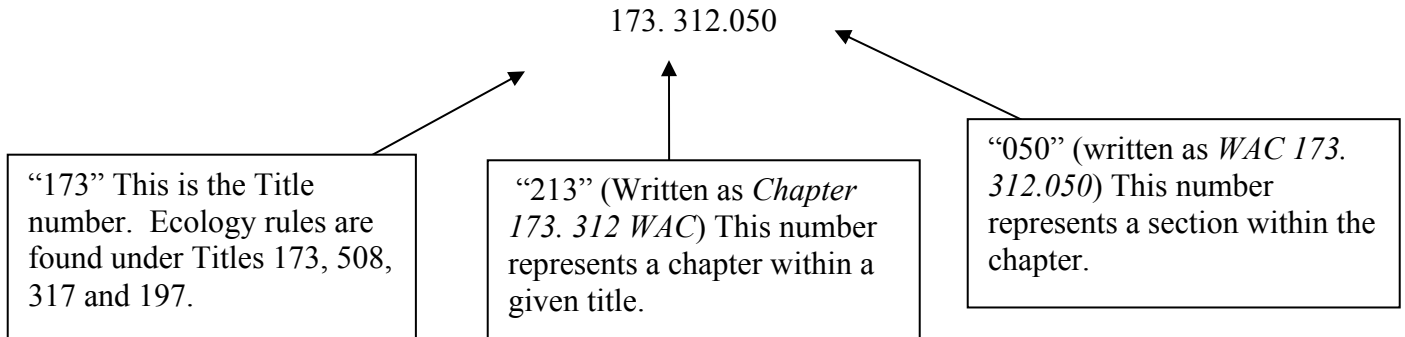 173. 312.050
“173” This is the Title
number.  Ecology rules are
found under Titles 173, 508,
317 and 197.
“213” (Written as Chapter
173. 312 WAC) This number
represents a chapter within a
given title.
“050” (written as WAC 173.
312.050) This number
represents a section within the
chapter.